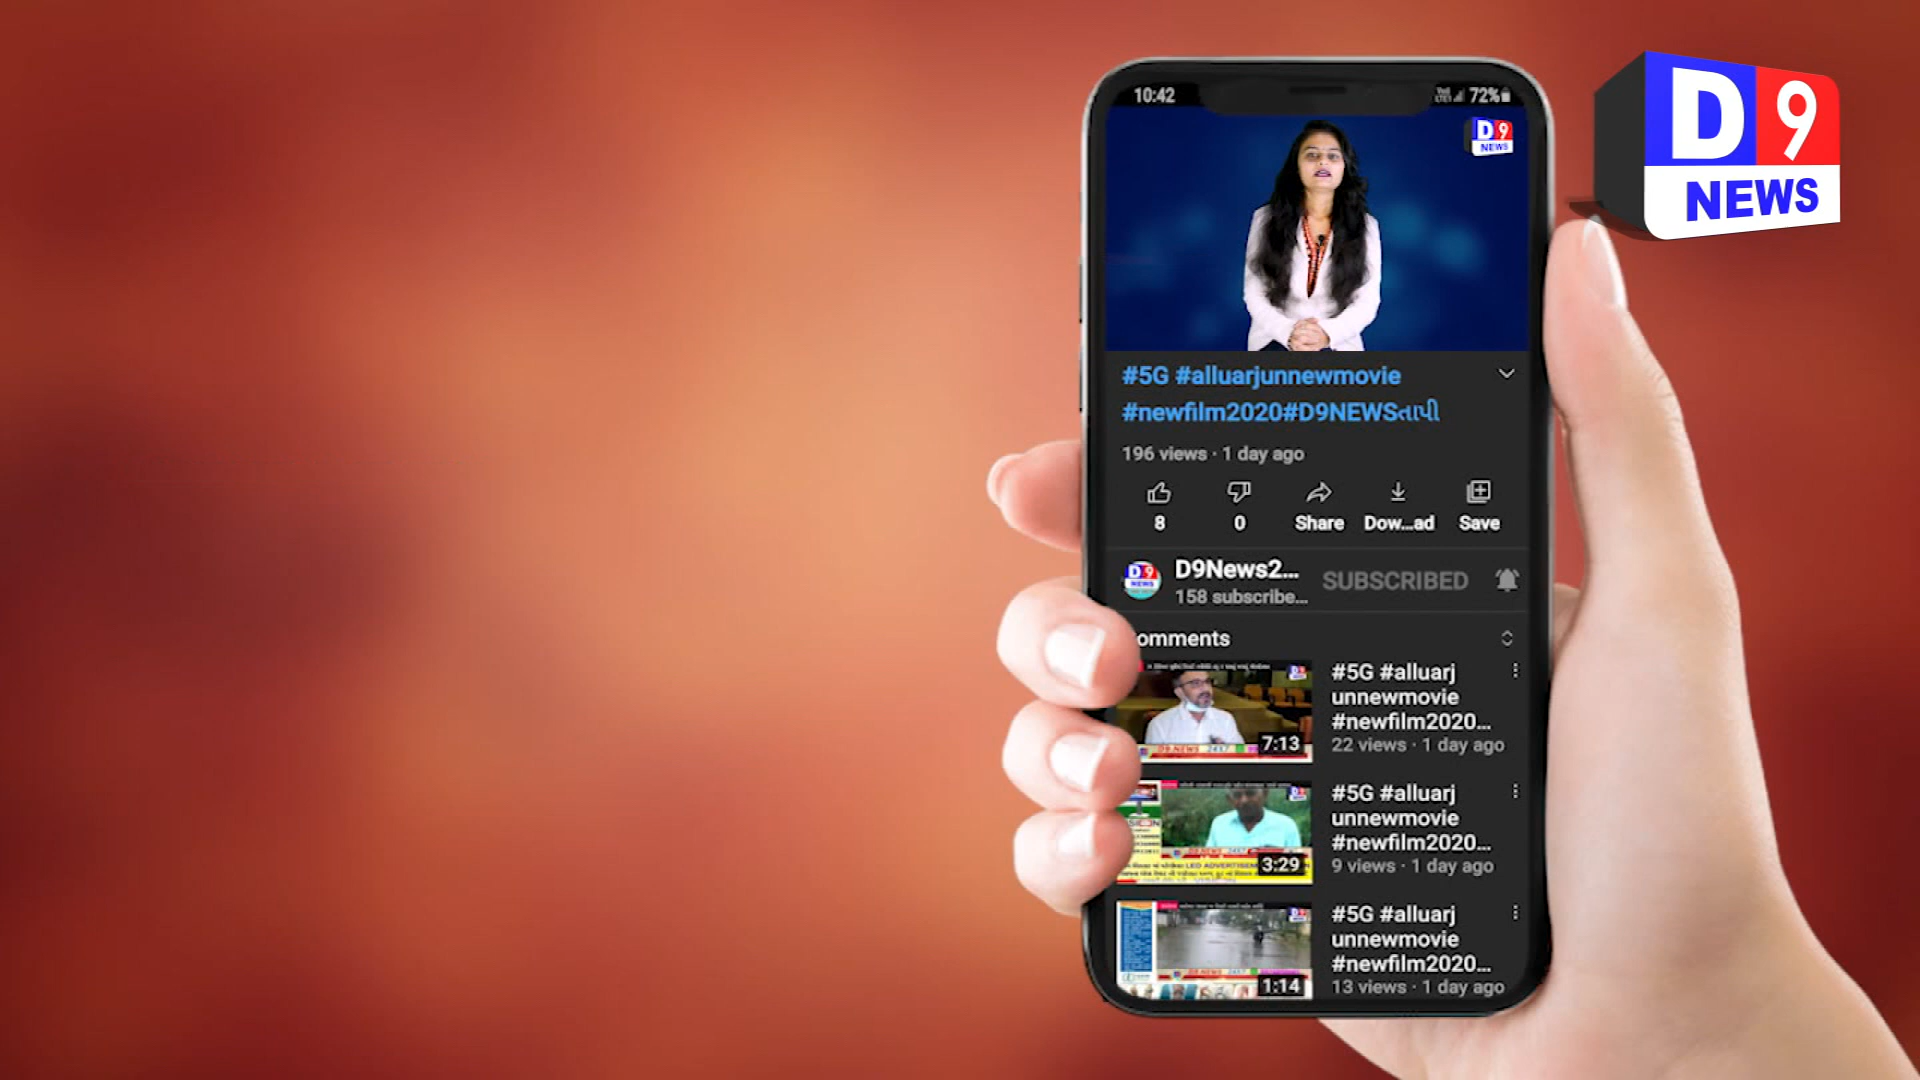 10:42
72%
D 9
NEWS
D 9
NEWS
#5G #alluarjunnewmovie
#newfilm2020#D9NEWSતાપી
196 views · 1 day ago
8
0
Share
Dow...ad
Save
D9News2...
SUBSCRIBED
158 subscribe...
omments
#5G #alluarj
unnewmovie
#newfilm2020...
22 views · 1 day ago
7:13
#5G #alluarj
unnewmovie
#newfilm2020...
9 views · 1 day ago
3:29
#5G #alluarj
unnewmovie
#newfilm2020...
13 views · 1 day ago
1:14